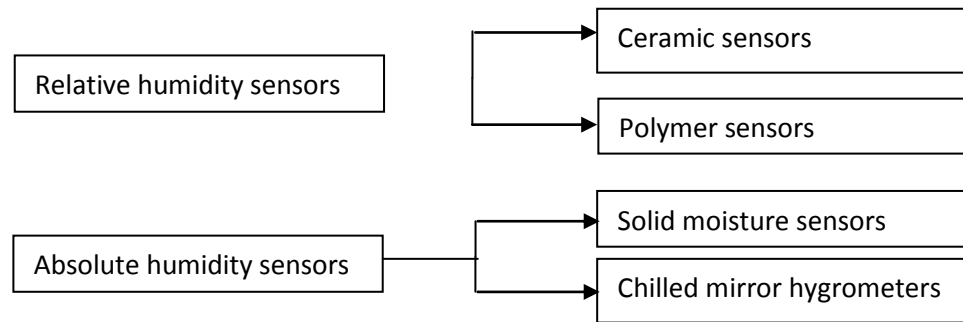 Relative humidity sensors
Ceramic sensors
Polymer sensors
Absolute humidity sensors
Solid moisture sensors
Chilled mirror hygrometers